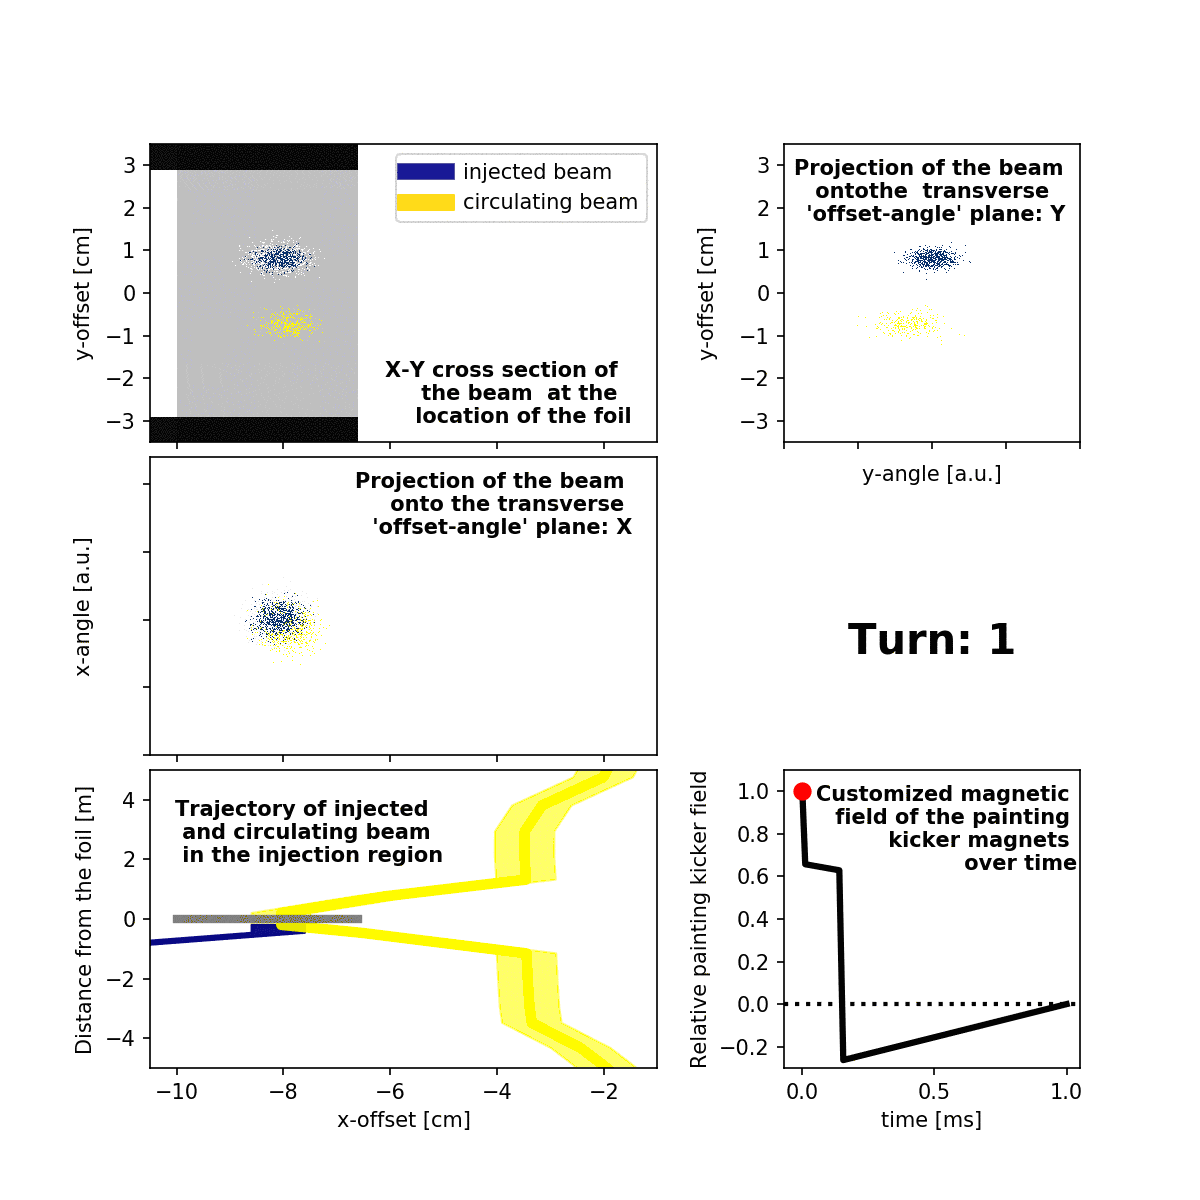 3
2
1
0
−1
−2
−3
y-offset [cm]
injected beam
circulating beam
X-Y cross section of
the beam  at the
location of the foil
3
2
1
0
−1
−2
−3
y-offset [cm]
Projection of the beam
ontothe  transverse
'offset-angle' plane: Y
y-angle [a.u.]
x-angle [a.u.]
Projection of the beam
onto the transverse
'offset-angle' plane: X
Turn: 1
4
2
0
−2
−4
Distance from the foil [m]
Trajectory of injected
and circulating beam
in the injection region
−10 −8 −6 −4 −2
x-offset [cm]
1.0
0.8
0.6
0.4
0.2
0.0
−0.2
Relative painting kicker field
Customized magnetic
field of the painting
kicker magnets
over time
0.0 0.5 1.0
time [ms]